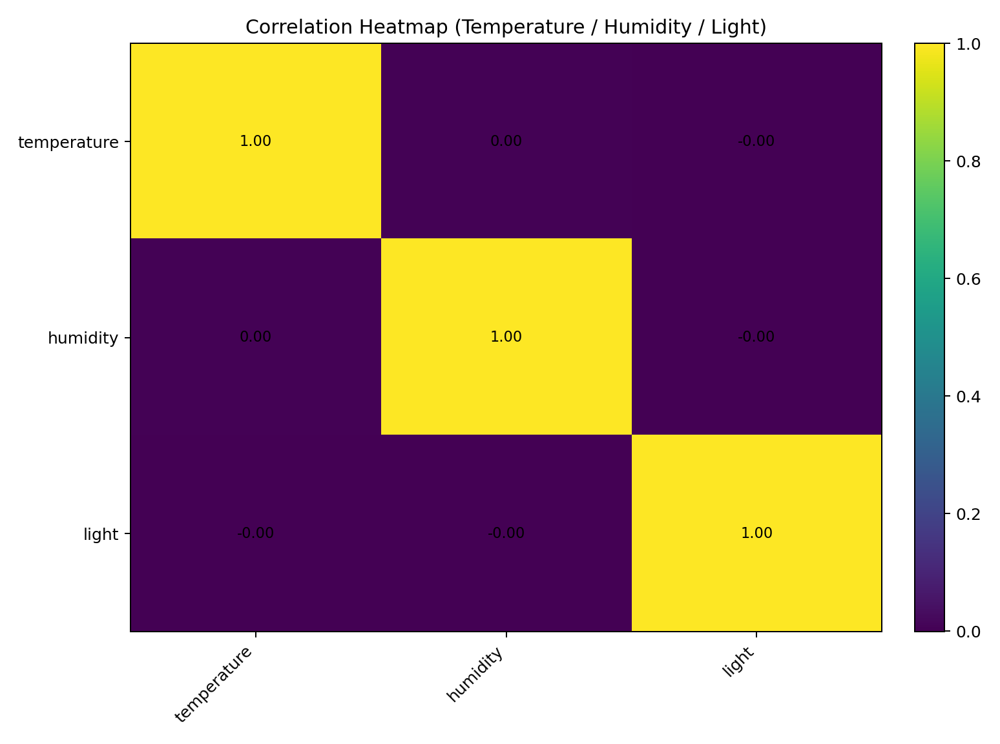 Correlation Heatmap (Temperature / Humidity / Light)
temperature
1.00
0.00
-0.00
humidity
0.00
1.00
-0.00
light
-0.00
-0.00
1.00
temperature
humidity
light
1.0
0.8
0.6
0.4
0.2
0.0